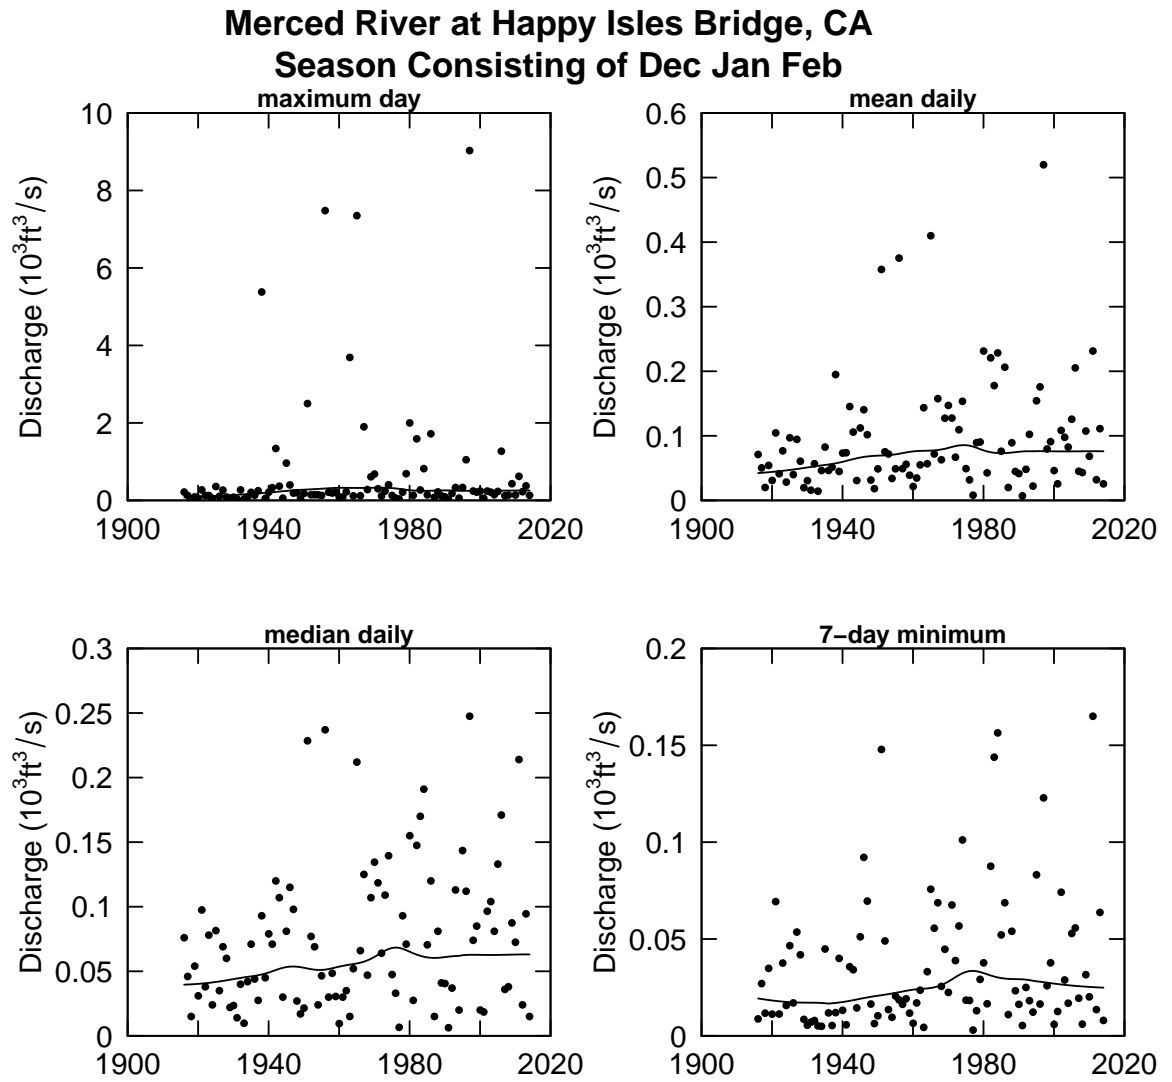 Merced River at Happy Isles Bridge, CA
Season Consisting of Dec Jan Feb
maximum day
Discharge (10³ft³/s)
10
8
6
4
2
0
1900 1940 1980 2020
mean daily
Discharge (10³ft³/s)
0.6
0.5
0.4
0.3
0.2
0.1
0
1900 1940 1980 2020
median daily
Discharge (10³ft³/s)
0.3
0.25
0.2
0.15
0.1
0.05
0
1900 1940 1980 2020
7−day minimum
Discharge (10³ft³/s)
0.2
0.15
0.1
0.05
0
1900 1940 1980 2020